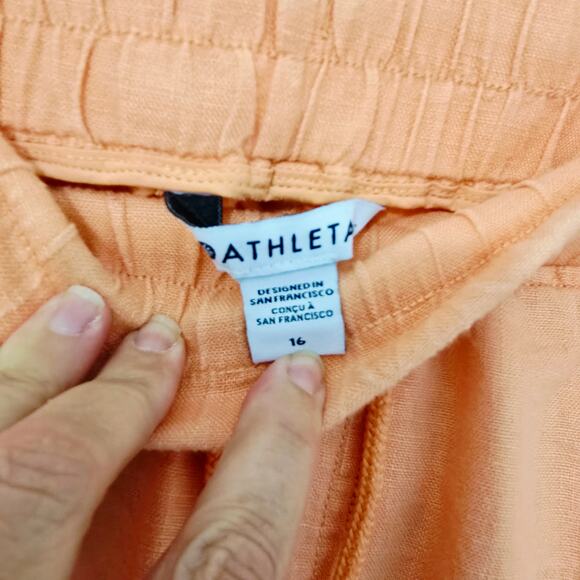 ATHLETA
DESIGNED IN
SAN FRANCISCO
CONÇU À
SAN FRANCISCO
16